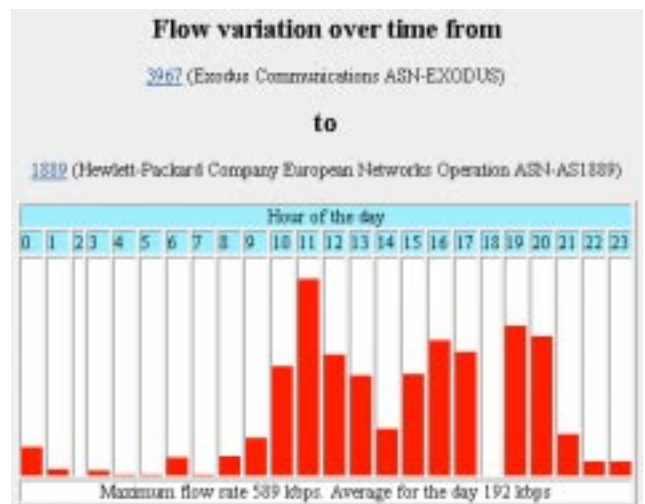 Flow variation over time from
3967 (Exodus Communications ASN-EXODUS)
to
1889 (Hewlett-Packard Company European Networks Operation ASN-AS1889)
Hour of the day
0 1 2 3 4 5 6 7 8 9 10 11 12 13 14 15 16 17 18 19 20 21 22 23
Maximum flow rate 589 kbps. Average for the day 192 kbps